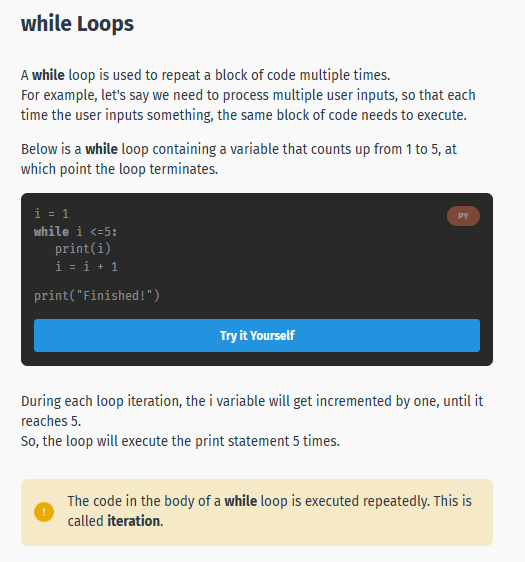 while Loops
A while loop is used to repeat a block of code multiple times.
For example, let's say we need to process multiple user inputs, so that each
time the user inputs something, the same block of code needs to execute.
Below is a while loop containing a variable that counts up from 1 to 5, at
which point the loop terminates.
PY
i = 1
while i <=5:
   print(i)
   i = i + 1
print("Finished!")
Try it Yourself
During each loop iteration, the i variable will get incremented by one, until it
reaches 5.
So, the loop will execute the print statement 5 times.
!
The code in the body of a while loop is executed repeatedly. This is
called iteration.